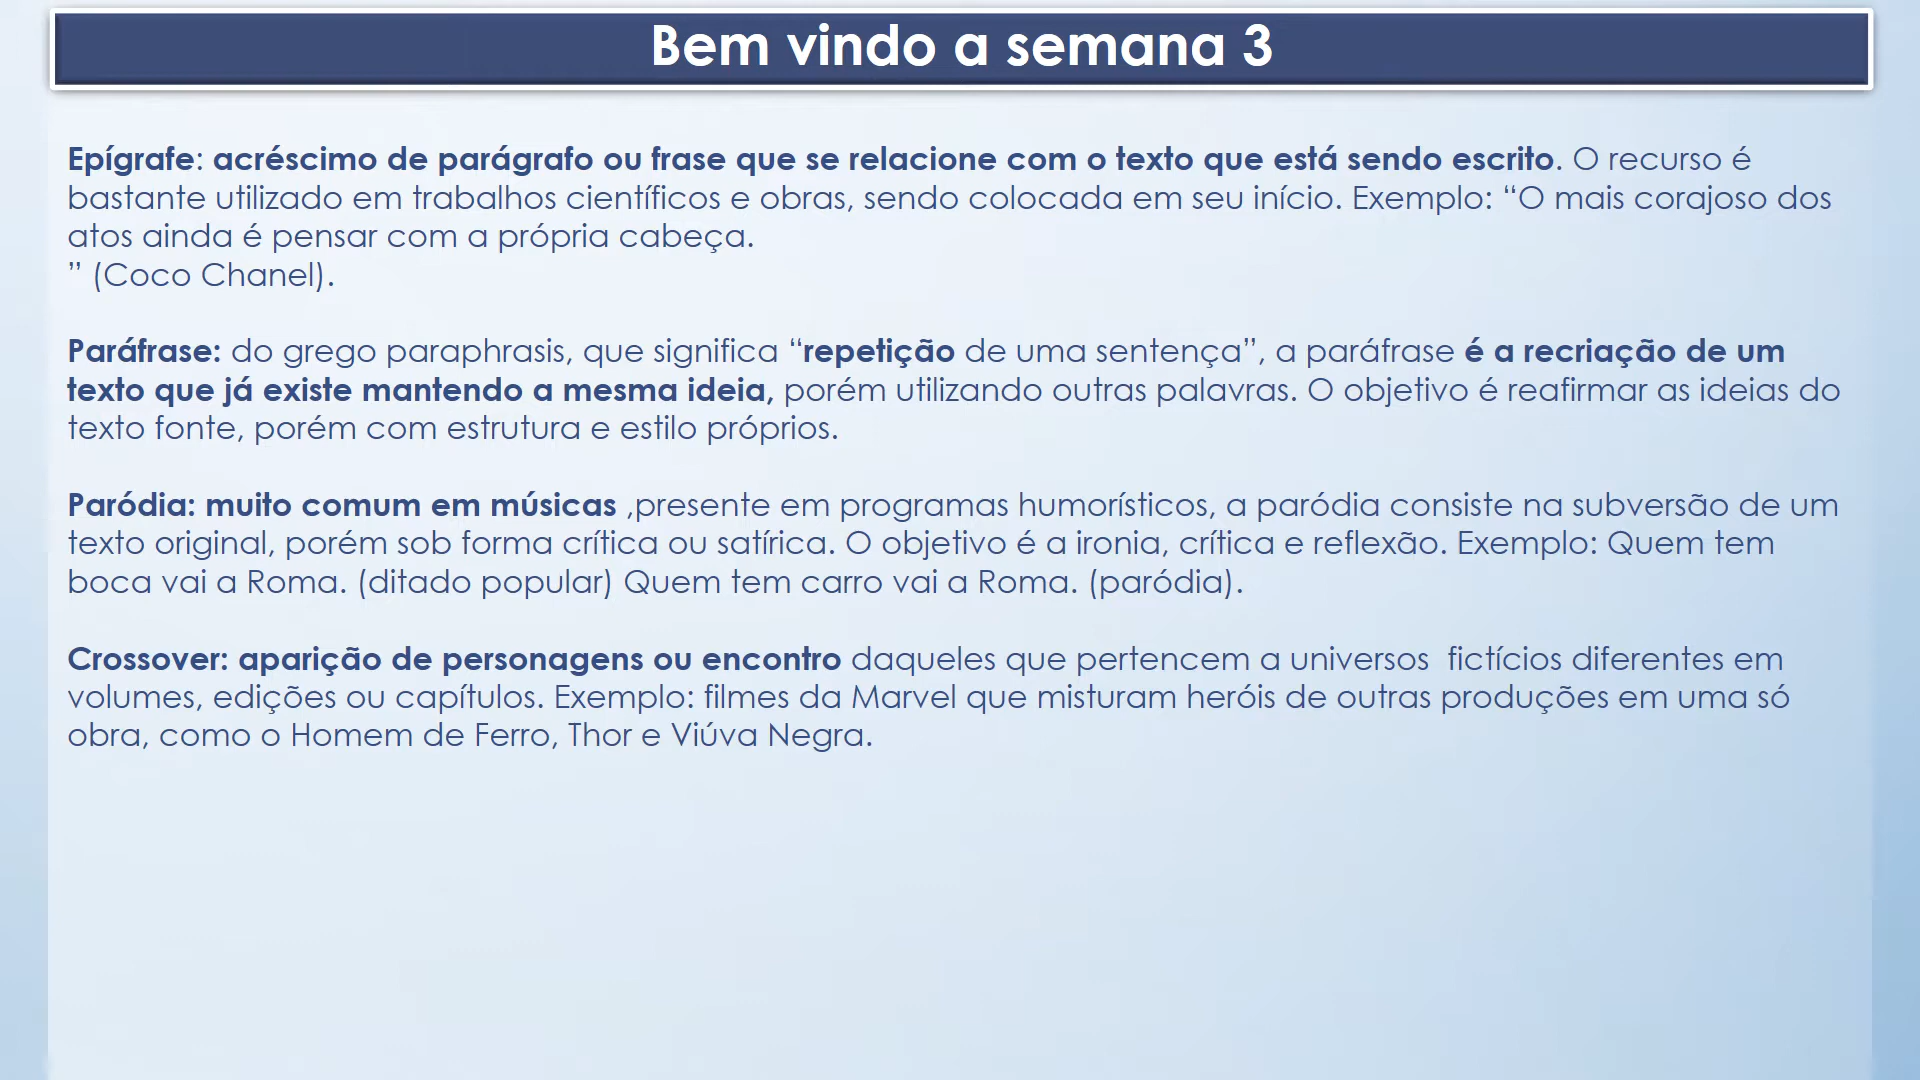 Bem vindo a semana 3
Epígrafe: acréscimo de parágrafo ou frase que se relacione com o texto que está sendo escrito. O recurso é
bastante utilizado em trabalhos científicos e obras, sendo colocada em seu início. Exemplo: “O mais corajoso dos
atos ainda é pensar com a própria cabeça.
” (Coco Chanel).
Paráfrase: do grego paraphrasis, que significa “repetição de uma sentença”, a paráfrase é a recriação de um
texto que já existe mantendo a mesma ideia, porém utilizando outras palavras. O objetivo é reafirmar as ideias do
texto fonte, porém com estrutura e estilo próprios.
Paródia: muito comum em músicas ,presente em programas humorísticos, a paródia consiste na subversão de um
texto original, porém sob forma crítica ou satírica. O objetivo é a ironia, crítica e reflexão. Exemplo: Quem tem
boca vai a Roma. (ditado popular) Quem tem carro vai a Roma. (paródia).
Crossover: aparição de personagens ou encontro daqueles que pertencem a universos  fictícios diferentes em
volumes, edições ou capítulos. Exemplo: filmes da Marvel que misturam heróis de outras produções em uma só
obra, como o Homem de Ferro, Thor e Viúva Negra.